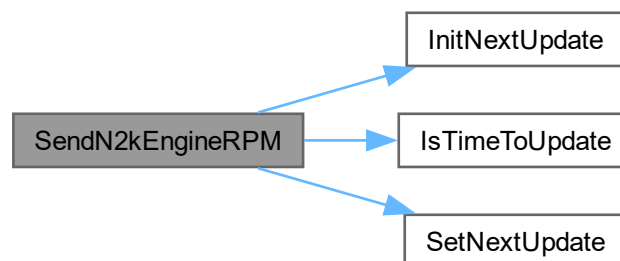 InitNextUpdate
SendN2kEngineRPM
IsTimeToUpdate
SetNextUpdate